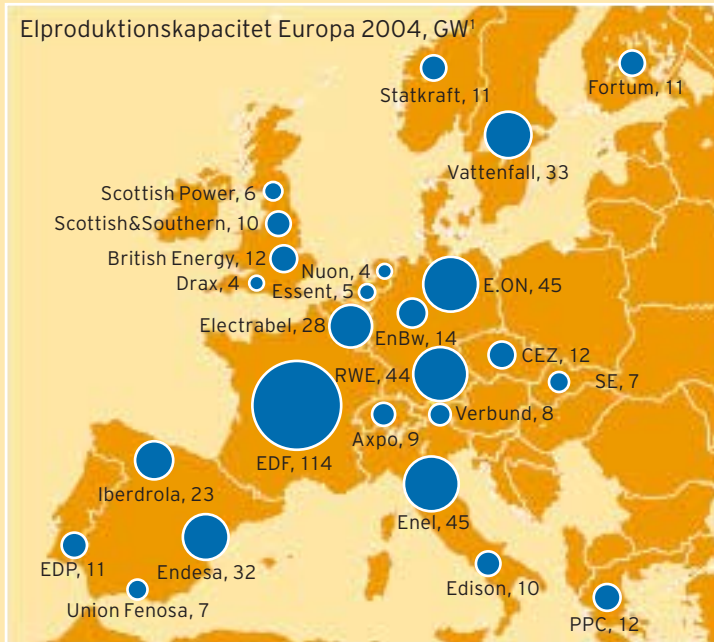 Elproduktionskapacitet Europa 2004, GW¹
Statkraft, 11
Fortum, 11
Vattenfall, 33
Scottish Power, 6
Scottish&Southern, 10
British Energy, 12
Drax, 4
Nuon, 4
Essent, 5
E.ON, 45
Electrabel, 28
EnBw, 14
RWE, 44
CEZ, 12
SE, 7
Verbund, 8
Axpo, 9
EDF, 114
Iberdrola, 23
Enel, 45
EDP, 11
Endesa, 32
Edison, 10
Union Fenosa, 7
PPC, 12